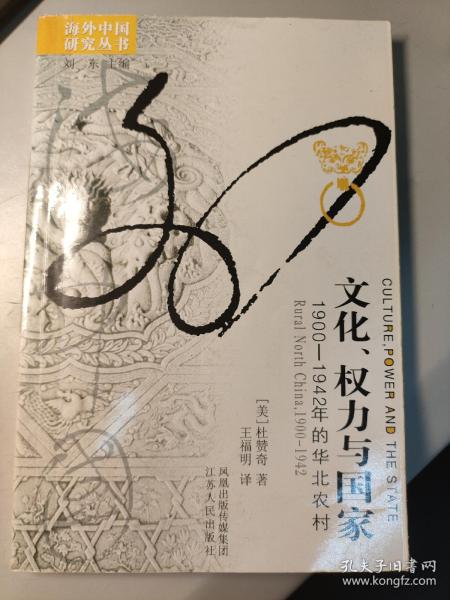 海外中国
研究丛书
刘 东 主编
文化、权力与国家
CULTURE, POWER AND THE STATE
1900—1942年的华北农村
Rural North China, 1900-1942
[美]杜赞奇 著
王福明 译
凤凰出版传媒集团
江苏人民出版社
孔夫子旧书网
www.kongfz.com